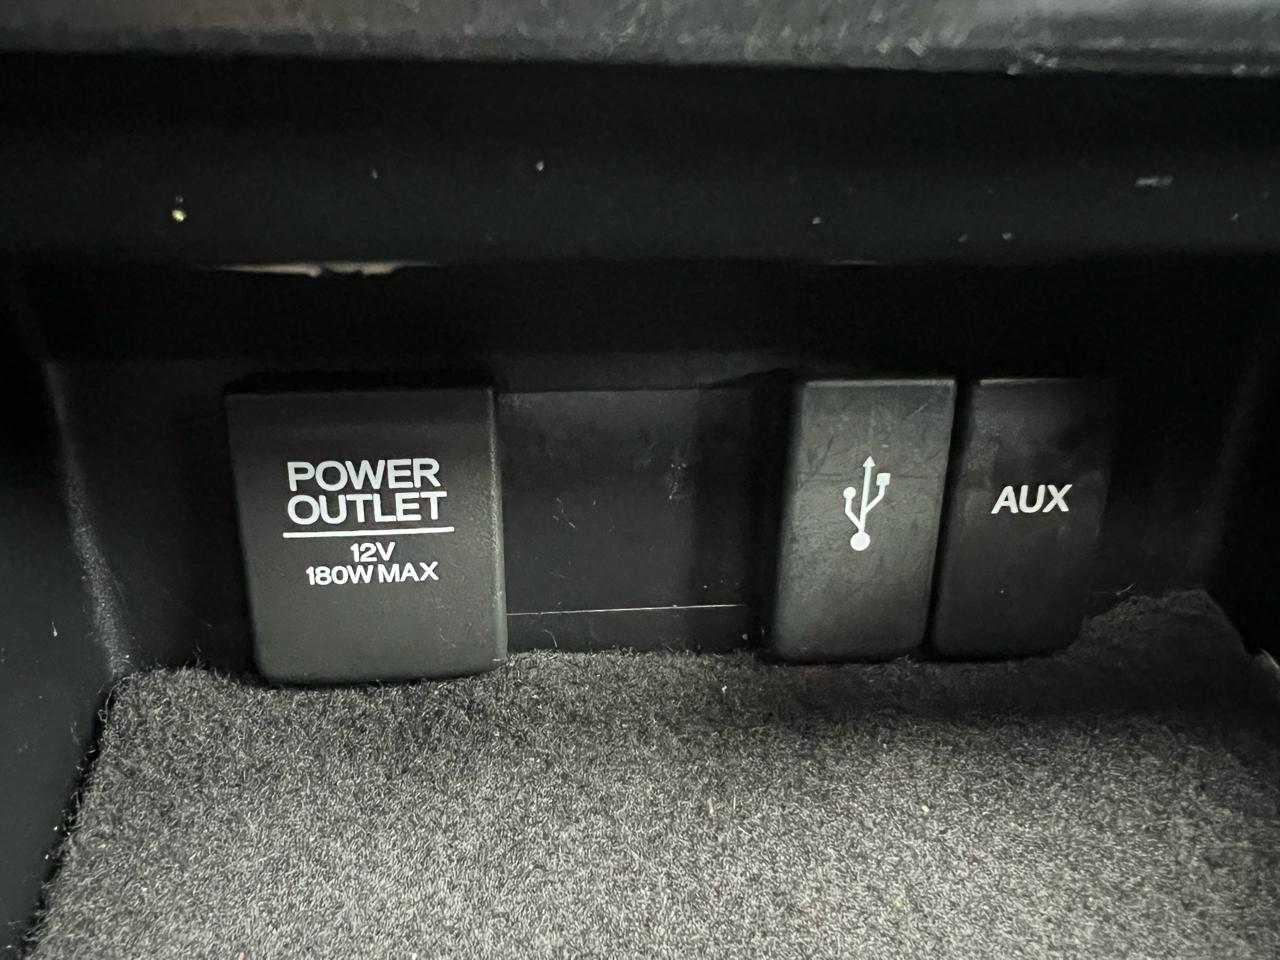 POWER
OUTLET
12V
180W MAX
AUX